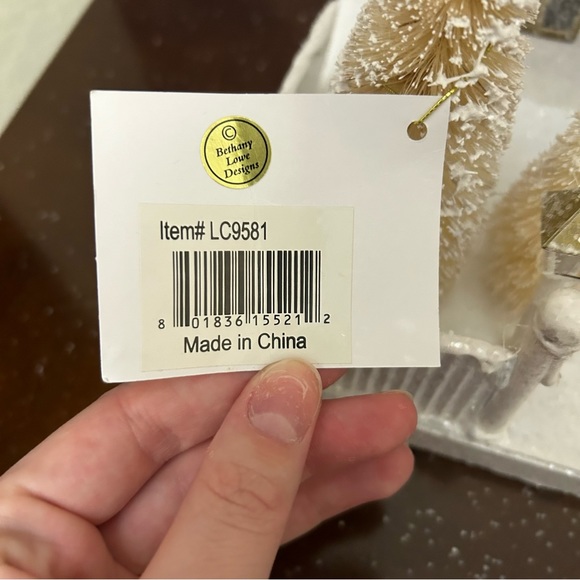 ©
Bethany
Lowe
Designs
Item# LC9581
8 01836 15521 2
Made in China